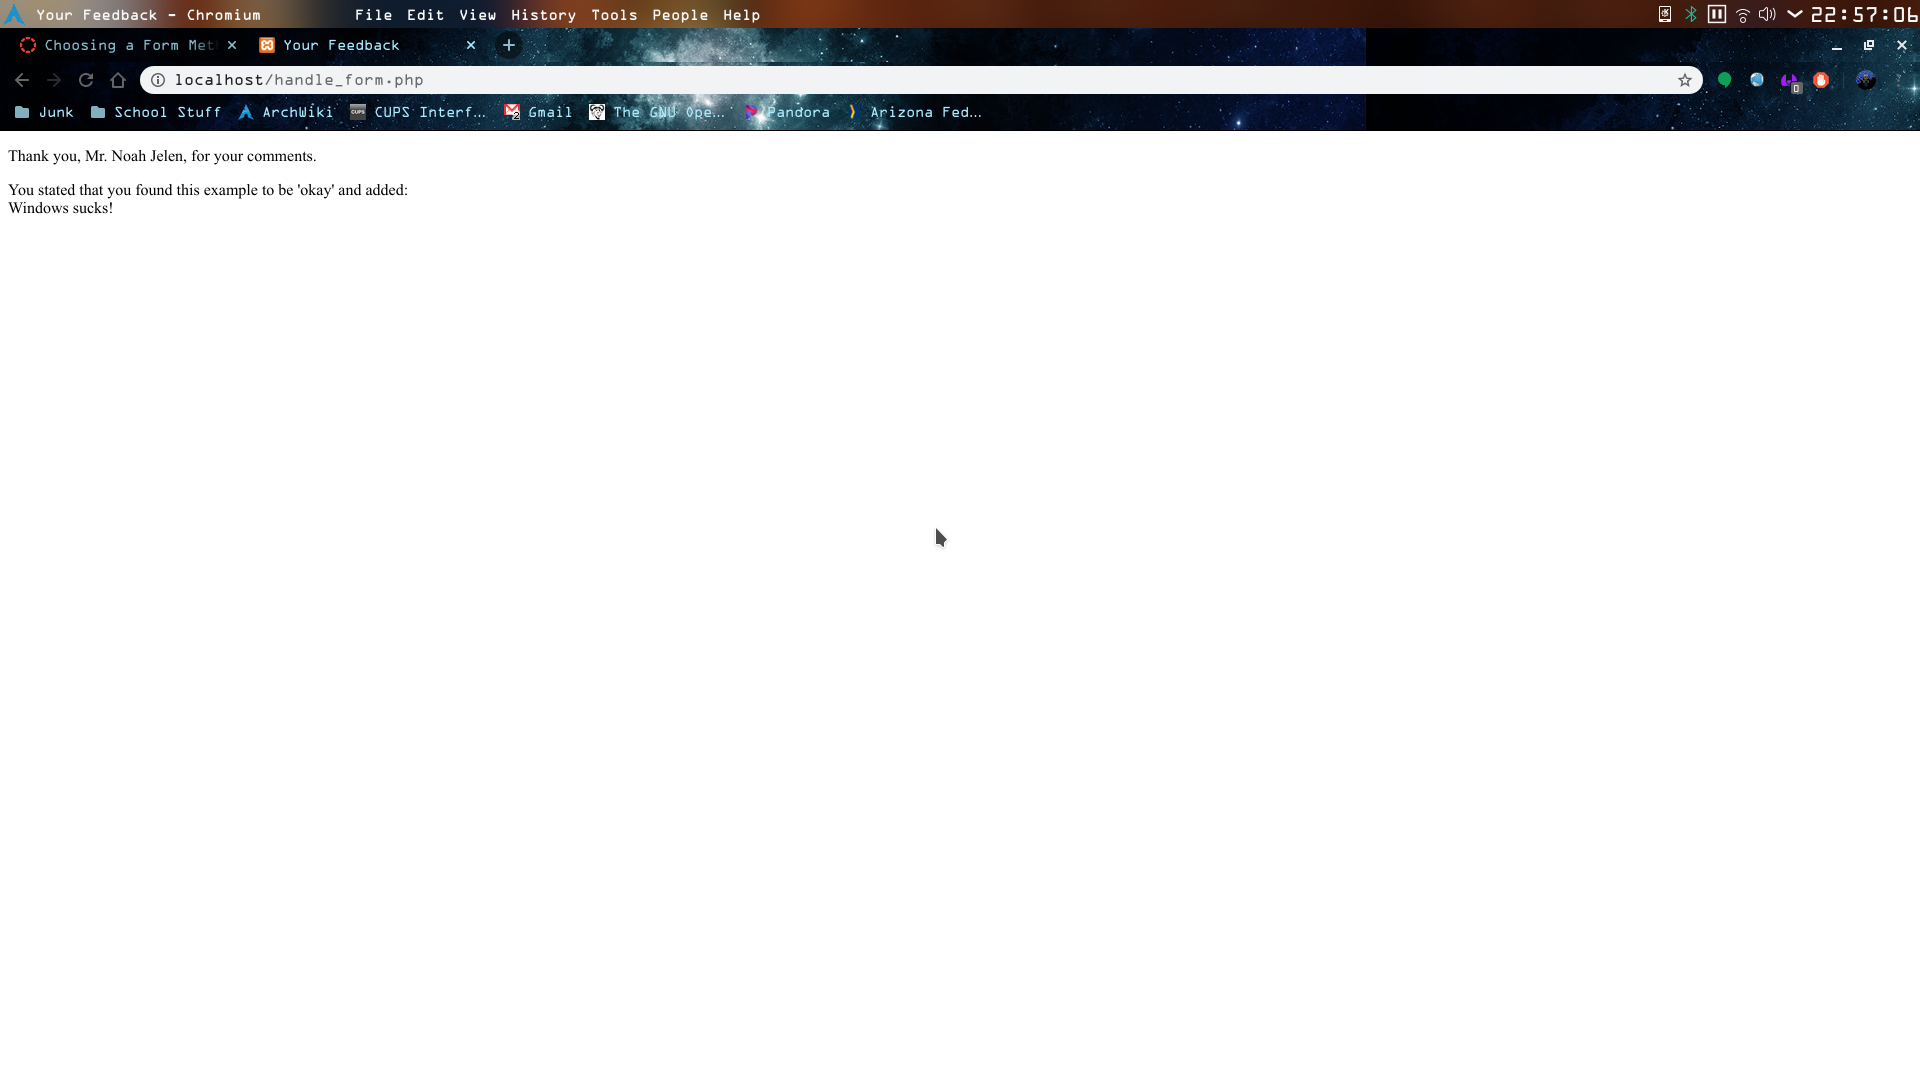 Your Feedback - Chromium File Edit View History Tools People Help 22:57:06
Choosing a Form Met Your Feedback
localhost/handle_form.php
Junk School Stuff ArchWiki CUPS Interf... Gmail The GNU Ope... Pandora Arizona Fed...
Thank you, Mr. Noah Jelen, for your comments.
You stated that you found this example to be 'okay' and added:
Windows sucks!